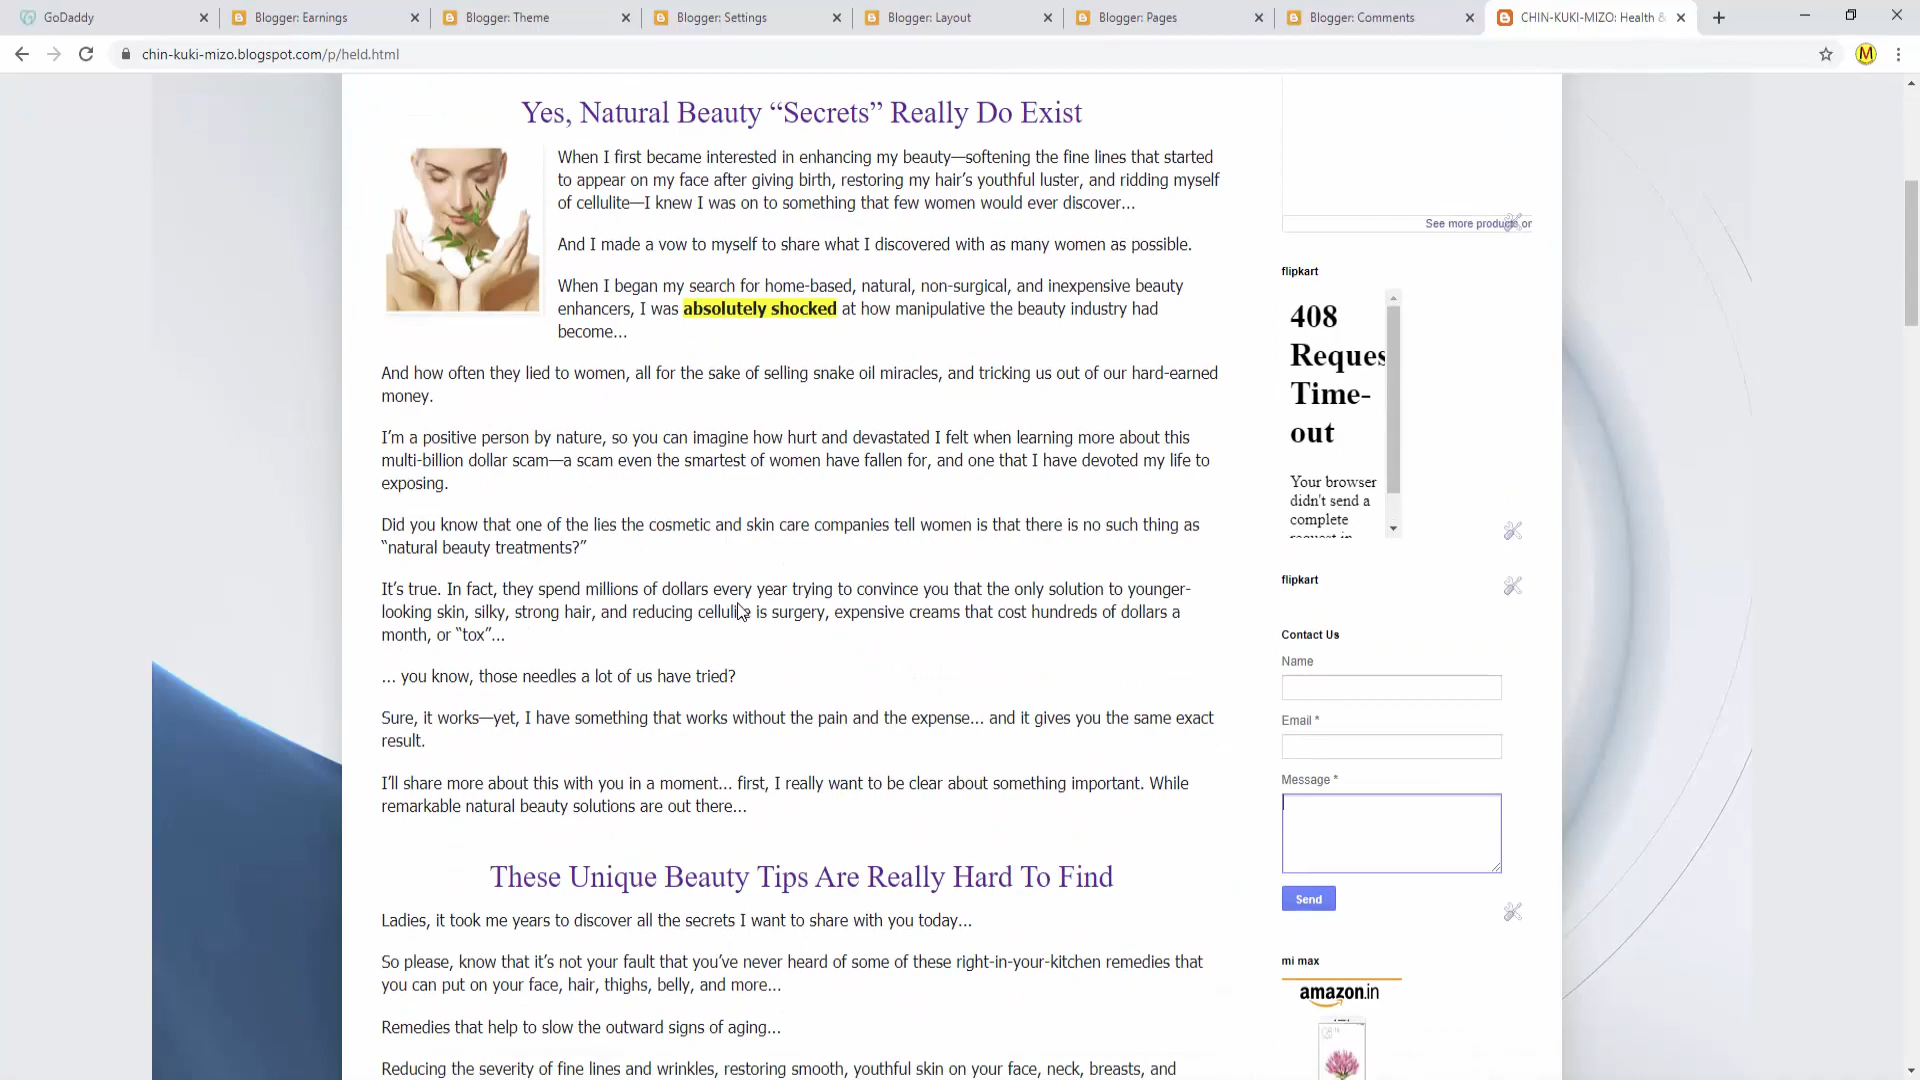 GoDaddy
Blogger: Earnings
Blogger: Theme
Blogger: Settings
Blogger: Layout
Blogger: Pages
Blogger: Comments
CHIN-KUKI-MIZO: Health &
chin-kuki-mizo.blogspot.com/p/held.html
M
Yes, Natural Beauty “Secrets” Really Do Exist
When I first became interested in enhancing my beauty—softening the fine lines that started
to appear on my face after giving birth, restoring my hair’s youthful luster, and ridding myself
of cellulite—I knew I was on to something that few women would ever discover…
And I made a vow to myself to share what I discovered with as many women as possible.
When I began my search for home-based, natural, non-surgical, and inexpensive beauty
enhancers, I was absolutely shocked at how manipulative the beauty industry had
become…
And how often they lied to women, all for the sake of selling snake oil miracles, and tricking us out of our hard-earned
money.
I’m a positive person by nature, so you can imagine how hurt and devastated I felt when learning more about this
multi-billion dollar scam—a scam even the smartest of women have fallen for, and one that I have devoted my life to
exposing.
Did you know that one of the lies the cosmetic and skin care companies tell women is that there is no such thing as
“natural beauty treatments?”
It’s true. In fact, they spend millions of dollars every year trying to convince you that the only solution to younger-
looking skin, silky, strong hair, and reducing cellulite is surgery, expensive creams that cost hundreds of dollars a
month, or “tox”…
… you know, those needles a lot of us have tried?
Sure, it works—yet, I have something that works without the pain and the expense… and it gives you the same exact
result.
I’ll share more about this with you in a moment… first, I really want to be clear about something important. While
remarkable natural beauty solutions are out there…
These Unique Beauty Tips Are Really Hard To Find
Ladies, it took me years to discover all the secrets I want to share with you today…
So please, know that it’s not your fault that you’ve never heard of some of these right-in-your-kitchen remedies that
you can put on your face, hair, thighs, belly, and more…
Remedies that help to slow the outward signs of aging…
Reducing the severity of fine lines and wrinkles, restoring smooth, youthful skin on your face, neck, breasts, and
See more products on
flipkart
408
Reques
Time-
out
Your browser
didn't send a
complete
request in
flipkart
Contact Us
Name
Email *
Message *
Send
mi max
amazon.in